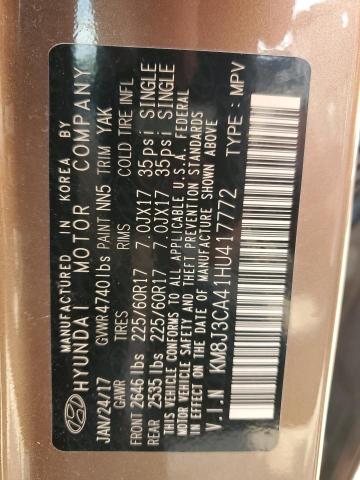 MANUFACTURED IN KOREA BY
HYUNDAI MOTOR COMPANY
JAN/24/17 GVWR 4740 lbs PAINT NN5 TRIM YAK
GAWR TIRES RIMS COLD TIRE INFL
FRONT 2646 lbs 225/60R17 7.0JX17 35psi SINGLE
REAR 2535 lbs 225/60R17 7.0JX17 35psi SINGLE
THIS VEHICLE CONFORMS TO ALL APPLICABLE U.S.A. FEDERAL
MOTOR VEHICLE SAFETY AND THEFT PREVENTION STANDARDS
IN EFFECT ON THE DATE OF MANUFACTURE SHOWN ABOVE
V.I.N KM8J3CA41HU417772 TYPE: MPV